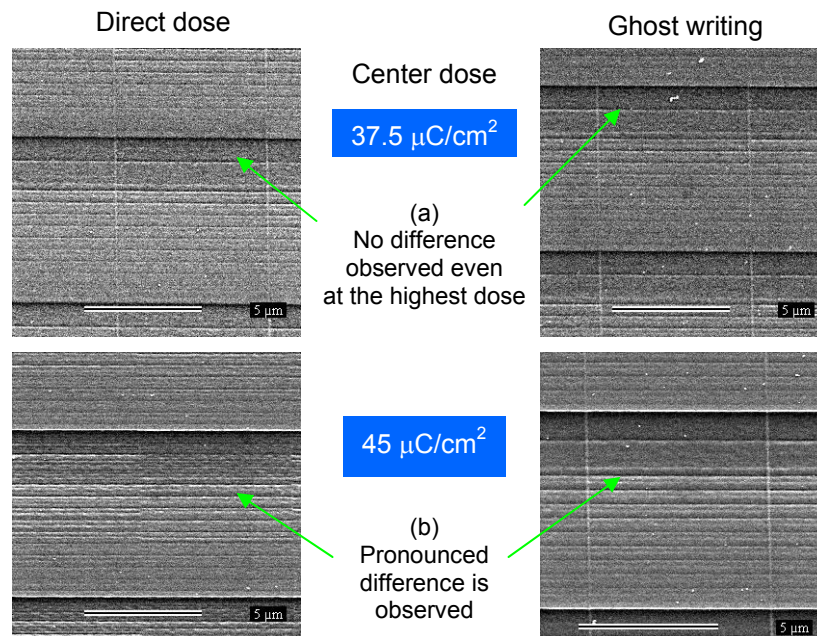 Direct dose
Ghost writing
Center dose
37.5 μC/cm²
(a)
No difference
observed even
at the highest dose
5 μm
5 μm
45 μC/cm²
(b)
Pronounced
difference is
observed
5 μm
5 μm